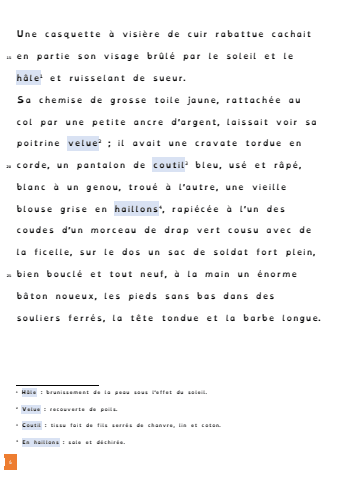 Une casquette à visière de cuir rabattue cachait
en partie son visage brûlé par le soleil et le
hâle¹ et ruisselant de sueur.
Sa chemise de grosse toile jaune, rattachée au
col par une petite ancre d'argent, laissait voir sa
poitrine velue² ; il avait une cravate tordue en
corde, un pantalon de coutil³ bleu, usé et râpé,
blanc à un genou, troué à l'autre, une vieille
blouse grise en haillons⁴, rapiécée à l'un des
coudes d'un morceau de drap vert cousu avec de
la ficelle, sur le dos un sac de soldat fort plein,
bien bouclé et tout neuf, à la main un énorme
bâton noueux, les pieds sans bas dans des
souliers ferrés, la tête tondue et la barbe longue.
¹ Hâle : brunissement de la peau sous l'effet du soleil.
² Velue : recouverte de poils.
³ Coutil : tissu fait de fils serrés de chanvre, lin et coton.
⁴ En haillons : sale et déchirée.